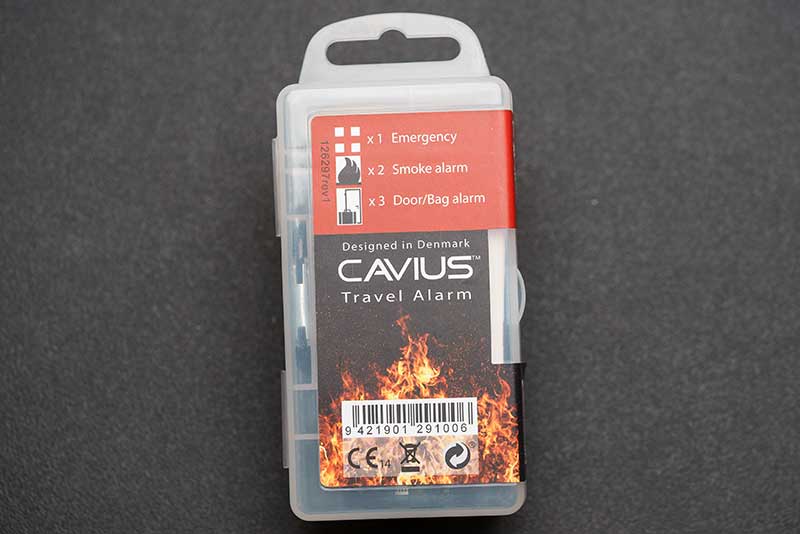 x 1 Emergency
x 2 Smoke alarm
x 3 Door/Bag alarm
126297rev1
Designed in Denmark
CAVIUS™
Travel Alarm
9 421901 291006
CE 14
®